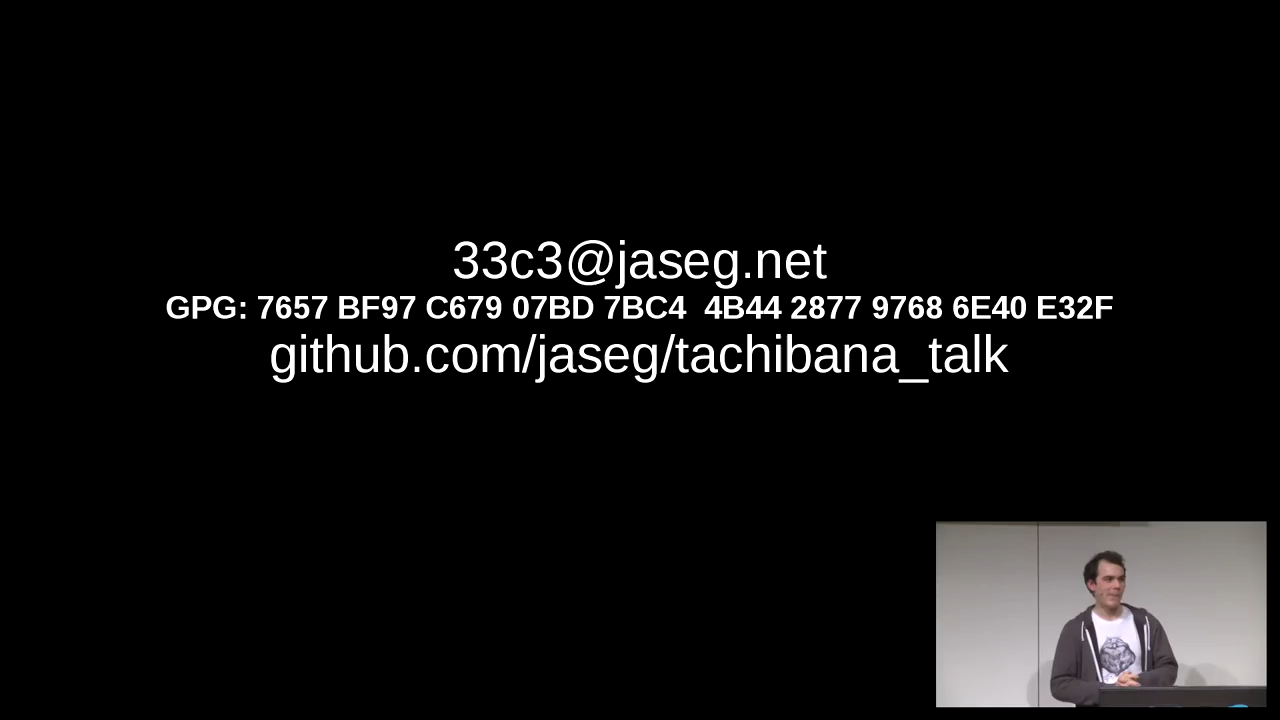 33c3@jaseg.net
GPG: 7657 BF97 C679 07BD 7BC4  4B44 2877 9768 6E40 E32F
github.com/jaseg/tachibana_talk